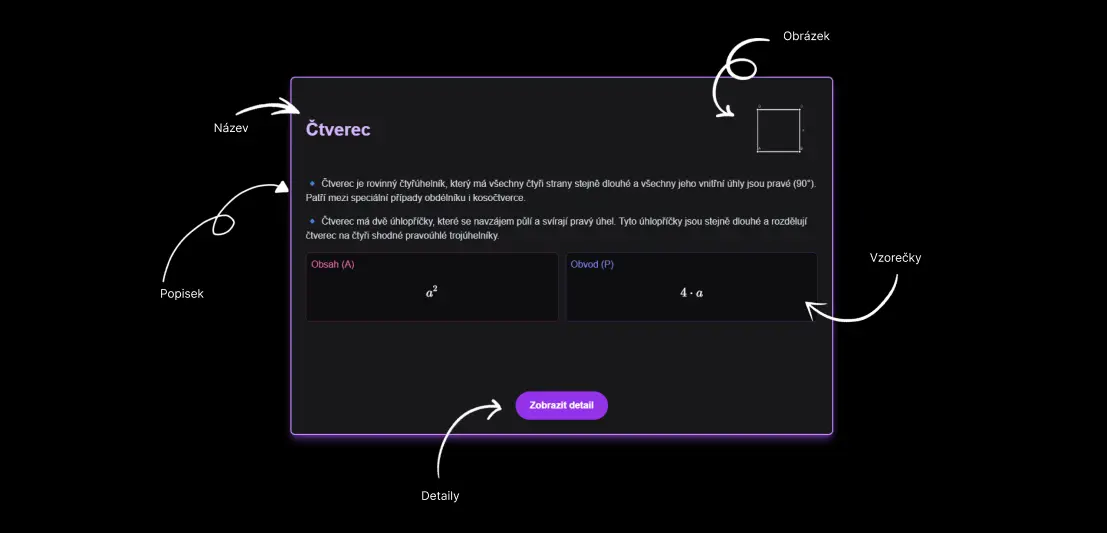 Obrázek
Název
Čtverec
🔹 Čtverec je rovinný čtyřúhelník, který má všechny čtyři strany stejně dlouhé a všechny jeho vnitřní úhly jsou pravé (90°).
Patří mezi speciální případy obdélníku i kosočtverce.
🔹 Čtverec má dvě úhlopříčky, které se navzájem půlí a svírají pravý úhel. Tyto úhlopříčky jsou stejně dlouhé a rozdělují
čtverec na čtyři shodné pravoúhlé trojúhelníky.
Popisek
Obsah (A)
a²
Obvod (P)
4 · a
Vzorečky
Zobrazit detail
Detaily